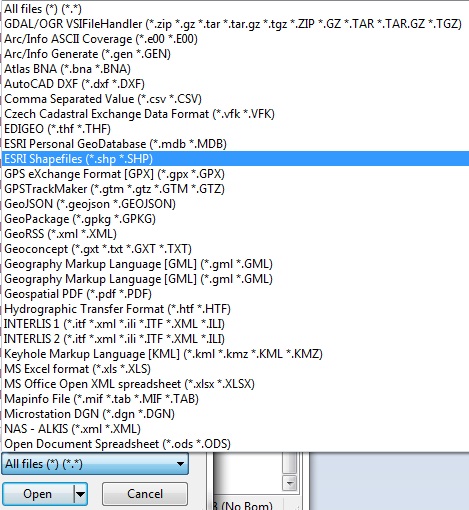 All files (*) (*.*)
GDAL/OGR VSIFileHandler (*.zip *.gz *.tar *.tar.gz *.tgz *.ZIP *.GZ *.TAR *.TAR.GZ *.TGZ)
Arc/Info ASCII Coverage (*.e00 *.E00)
Arc/Info Generate (*.gen *.GEN)
Atlas BNA (*.bna *.BNA)
AutoCAD DXF (*.dxf *.DXF)
Comma Separated Value (*.csv *.CSV)
Czech Cadastral Exchange Data Format (*.vfk *.VFK)
EDIGEO (*.thf *.THF)
ESRI Personal GeoDatabase (*.mdb *.MDB)
ESRI Shapefiles (*.shp *.SHP)
GPS eXchange Format [GPX] (*.gpx *.GPX)
GPSTrackMaker (*.gtm *.gtz *.GTM *.GTZ)
GeoJSON (*.geojson *.GEOJSON)
GeoPackage (*.gpkg *.GPKG)
GeoRSS (*.xml *.XML)
Geoconcept (*.gxt *.txt *.GXT *.TXT)
Geography Markup Language [GML] (*.gml *.GML)
Geography Markup Language [GML] (*.gml *.GML)
Geospatial PDF (*.pdf *.PDF)
Hydrographic Transfer Format (*.htf *.HTF)
INTERLIS 1 (*.itf *.xml *.ili *.ITF *.XML *.ILI)
INTERLIS 2 (*.itf *.xml *.ili *.ITF *.XML *.ILI)
Keyhole Markup Language [KML] (*.kml *.kmz *.KML *.KMZ)
MS Excel format (*.xls *.XLS)
MS Office Open XML spreadsheet (*.xlsx *.XLSX)
Mapinfo File (*.mif *.tab *.MIF *.TAB)
Microstation DGN (*.dgn *.DGN)
NAS - ALKIS (*.xml *.XML)
Open Document Spreadsheet (*.ods *.ODS)
All files (*) (*.*)
Open Cancel
(No Bom)